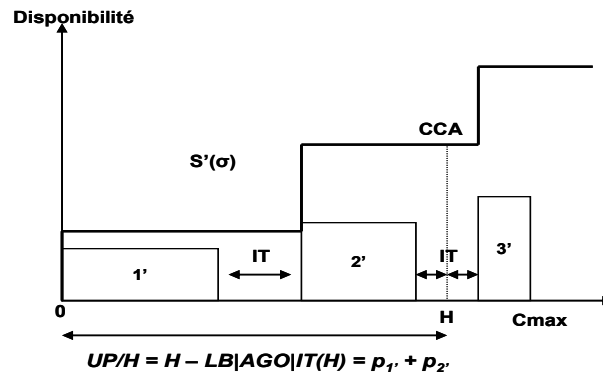 Disponibilité
CCA
S'(σ)
IT
IT
1'
2'
3'
0
H
Cmax
UP/H = H – LB|AGO|IT(H) = p1' + p2'